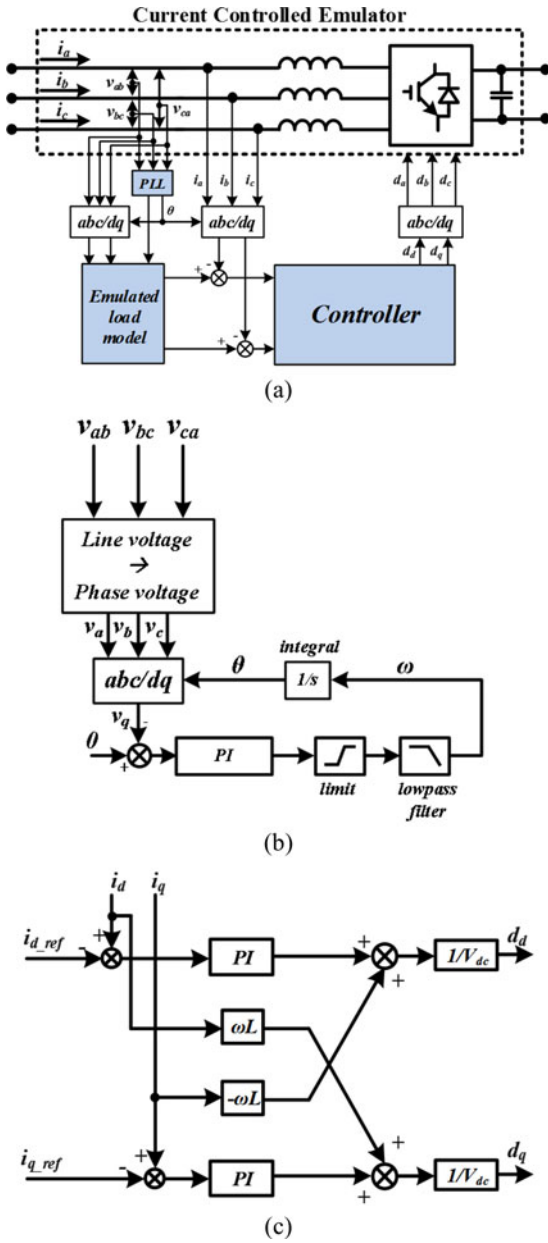 Current Controlled Emulator
i_a
i_b
i_c
v_ab
v_bc
v_ca
PLL
θ
i_a i_b i_c
d_a d_b d_c
abc/dq
abc/dq
abc/dq
d_d d_q
Emulated
load
model
+ -
+ -
Controller
(a)
v_ab v_bc v_ca
Line voltage
→
Phase voltage
v_a v_b v_c
abc/dq
θ
integral
1/s
ω
v_q -
0
+
PI
limit
lowpass
filter
(b)
i_d i_q
i_d_ref
- +
PI
+
+
1/V_dc
d_d
ωL
-ωL
i_q_ref
- +
PI
+
+
1/V_dc
d_q
(c)